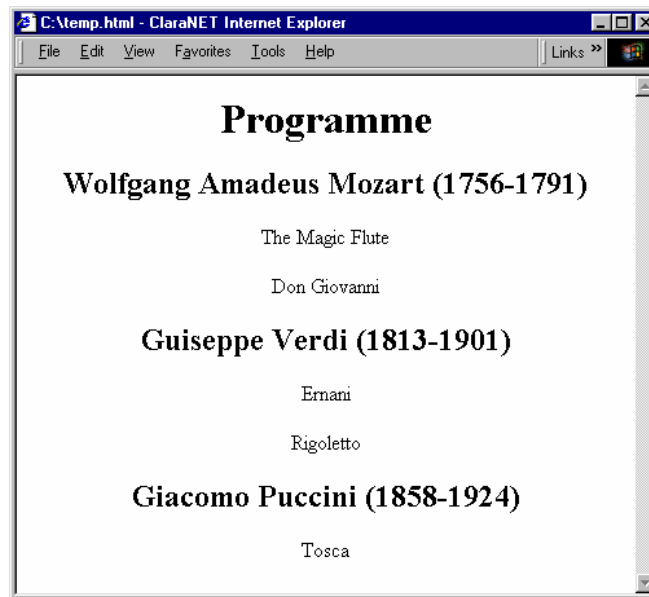 C:\temp.html - ClaraNET Internet Explorer
File Edit View Favorites Tools Help Links »
Programme
Wolfgang Amadeus Mozart (1756-1791)
The Magic Flute
Don Giovanni
Guiseppe Verdi (1813-1901)
Ernani
Rigoletto
Giacomo Puccini (1858-1924)
Tosca